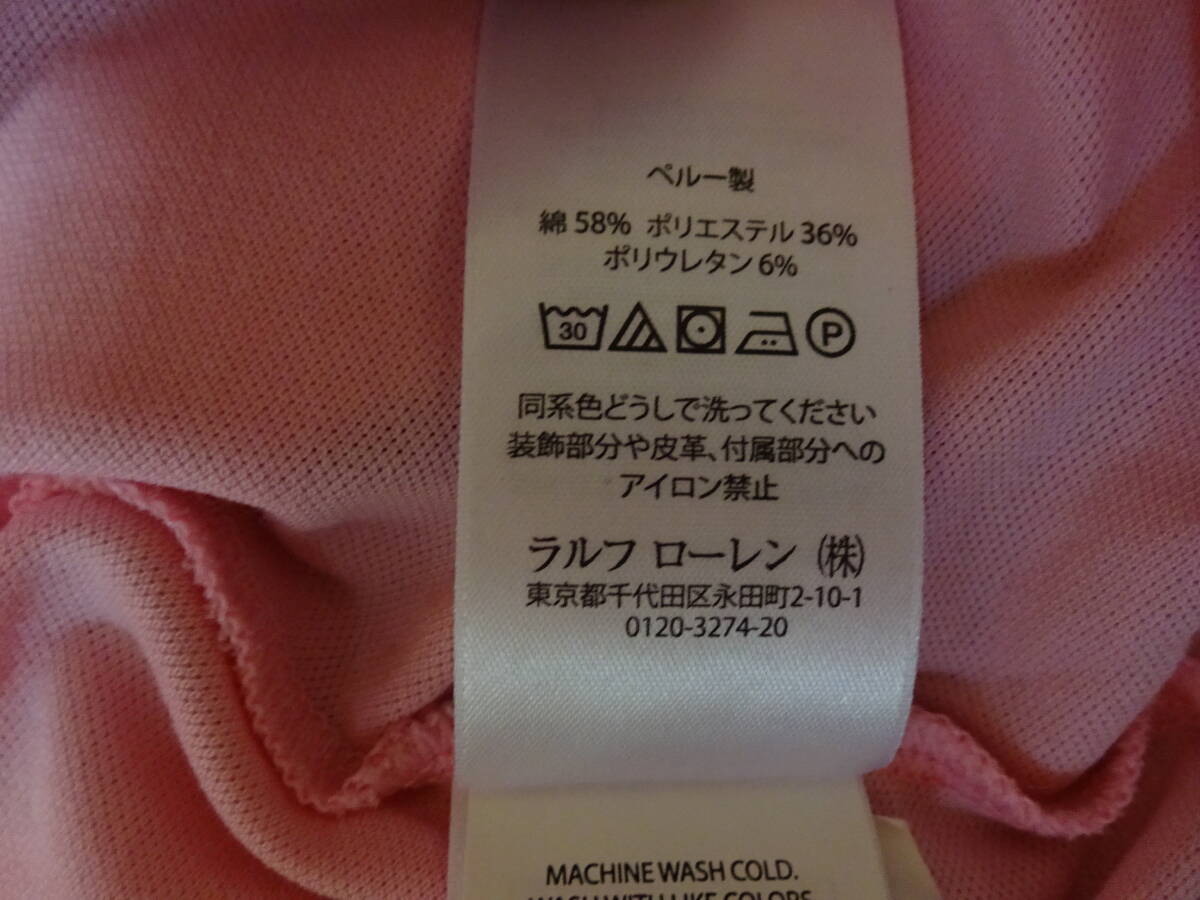 ペルー製
綿 58% ポリエステル 36%
ポリウレタン 6%
30 P
同系色どうしで洗ってください
装飾部分や皮革、付属部分への
アイロン禁止
ラルフ ローレン (株)
東京都千代田区永田町2-10-1
0120-3274-20
MACHINE WASH COLD.
WASH WITH LIKE COLORS.